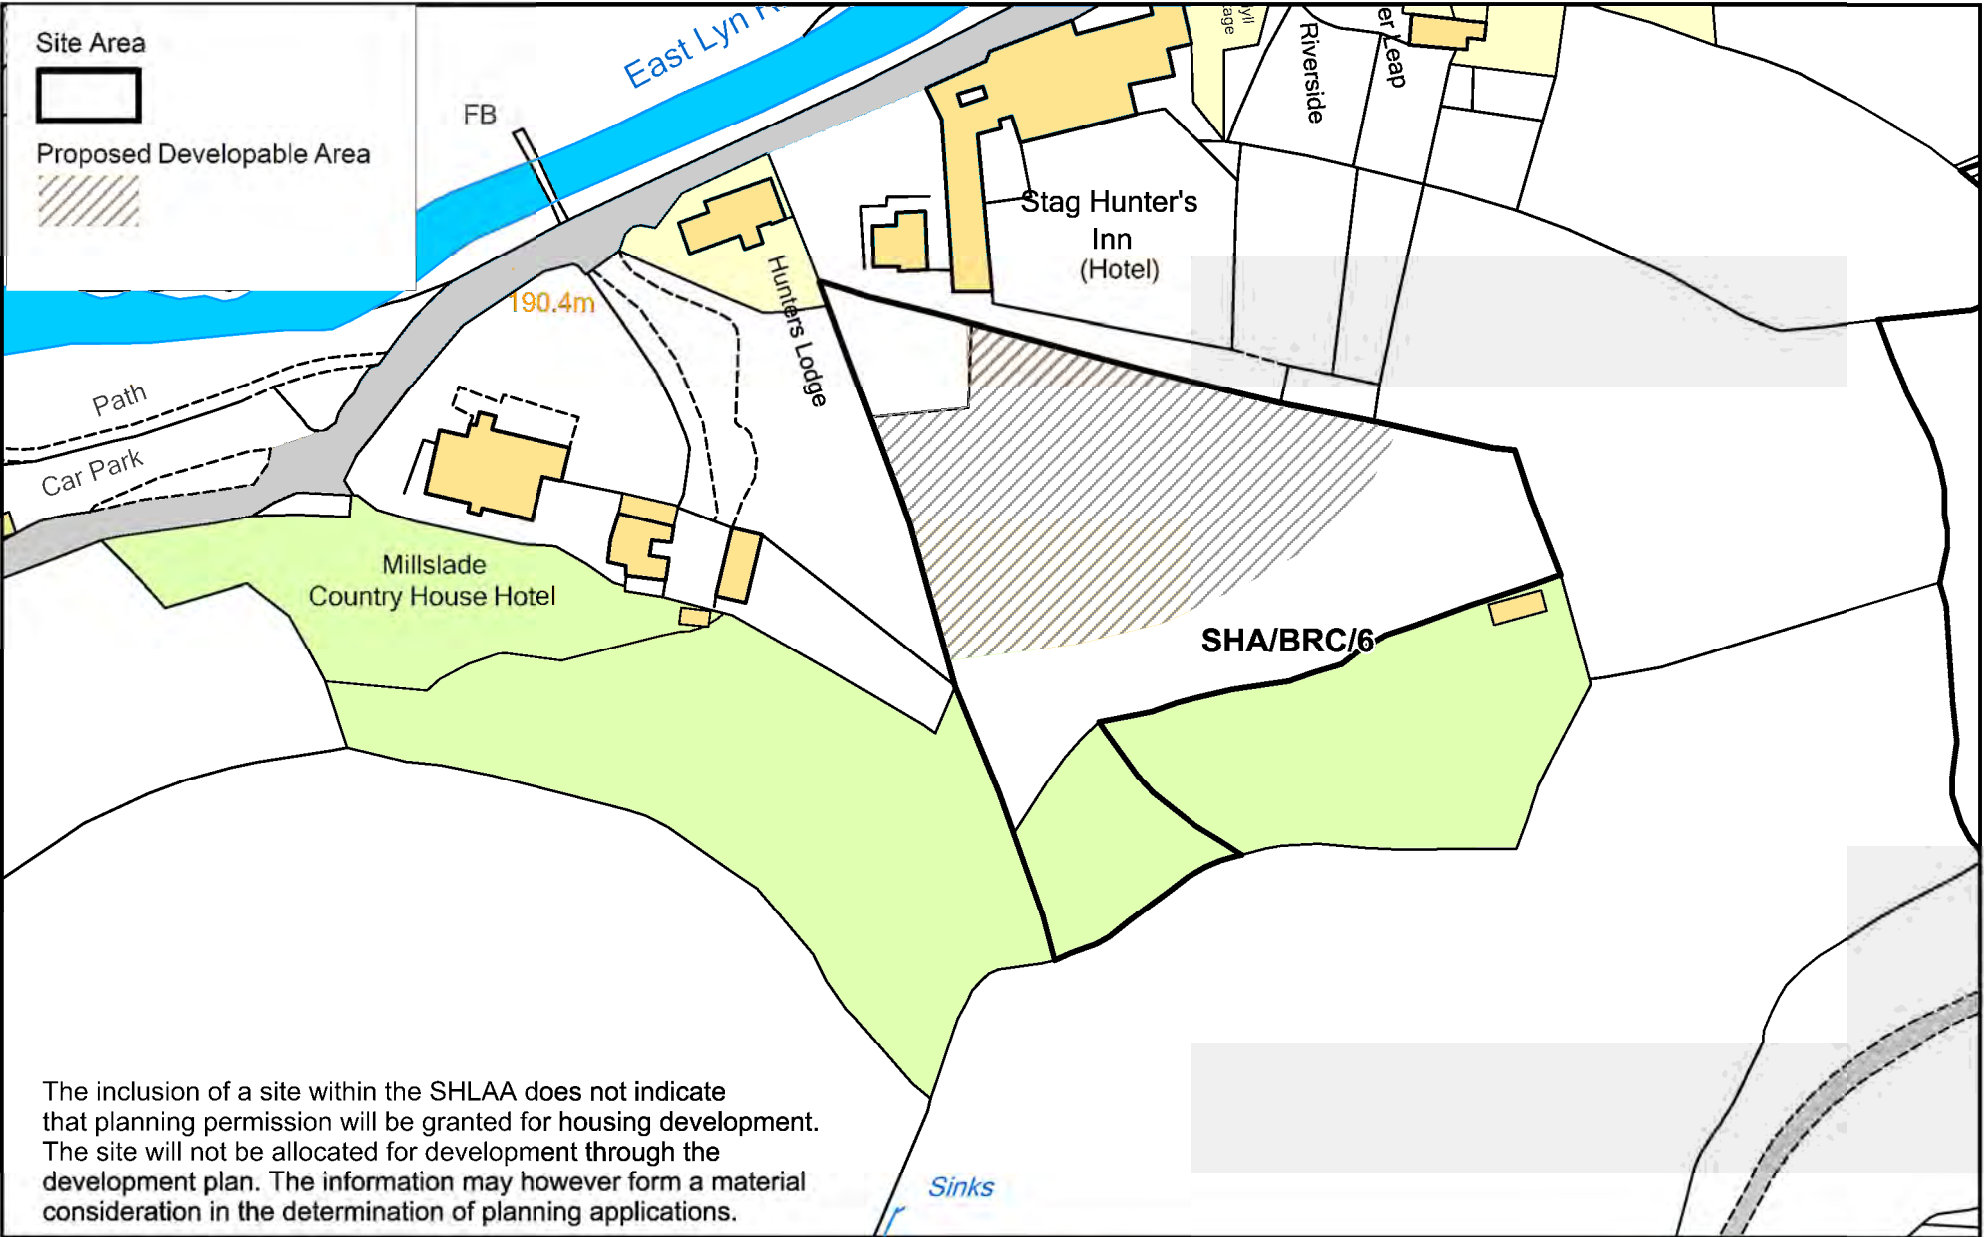 Site Area
Proposed Developable Area
East Lyn
FB
Riverside
Leap
Stag Hunter's
Inn
(Hotel)
Hunters Lodge
190.4m
Path
Car Park
Millslade
Country House Hotel
SHA/BRC/6
The inclusion of a site within the SHLAA does not indicate
that planning permission will be granted for housing development.
The site will not be allocated for development through the
development plan. The information may however form a material
consideration in the determination of planning applications.
Sinks